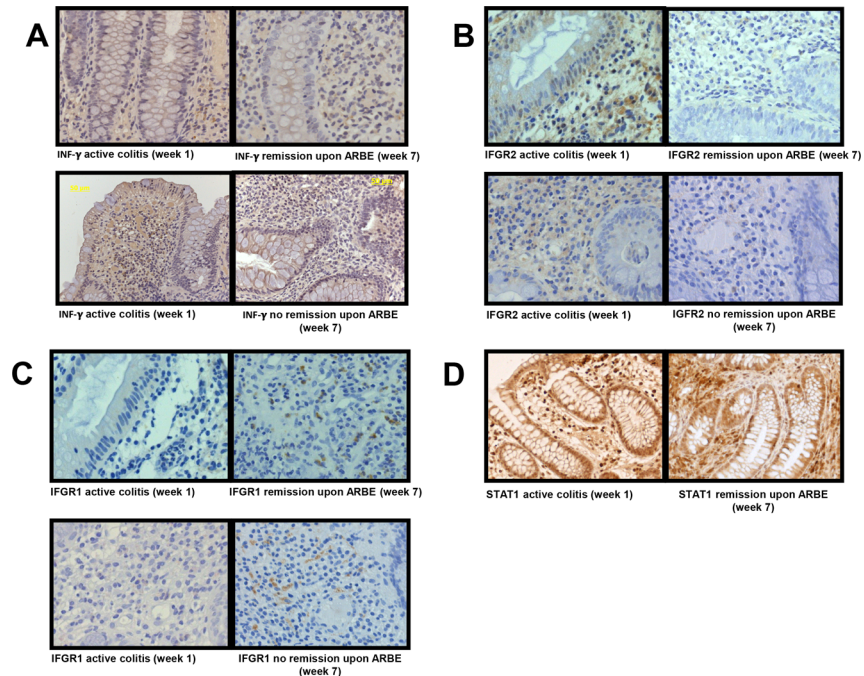 A
B
INF-γ active colitis (week 1)
INF-γ remission upon ARBE (week 7)
IFGR2 active colitis (week 1)
IFGR2 remission upon ARBE (week 7)
INF-γ active colitis (week 1)
INF-γ no remission upon ARBE
(week 7)
IFGR2 active colitis (week 1)
IGFR2 no remission upon ARBE
(week 7)
C
D
IFGR1 active colitis (week 1)
IFGR1 remission upon ARBE (week 7)
STAT1 active colitis (week 1)
STAT1 remission upon ARBE
(week 7)
IFGR1 active colitis (week 1)
IFGR1 no remission upon ARBE
(week 7)